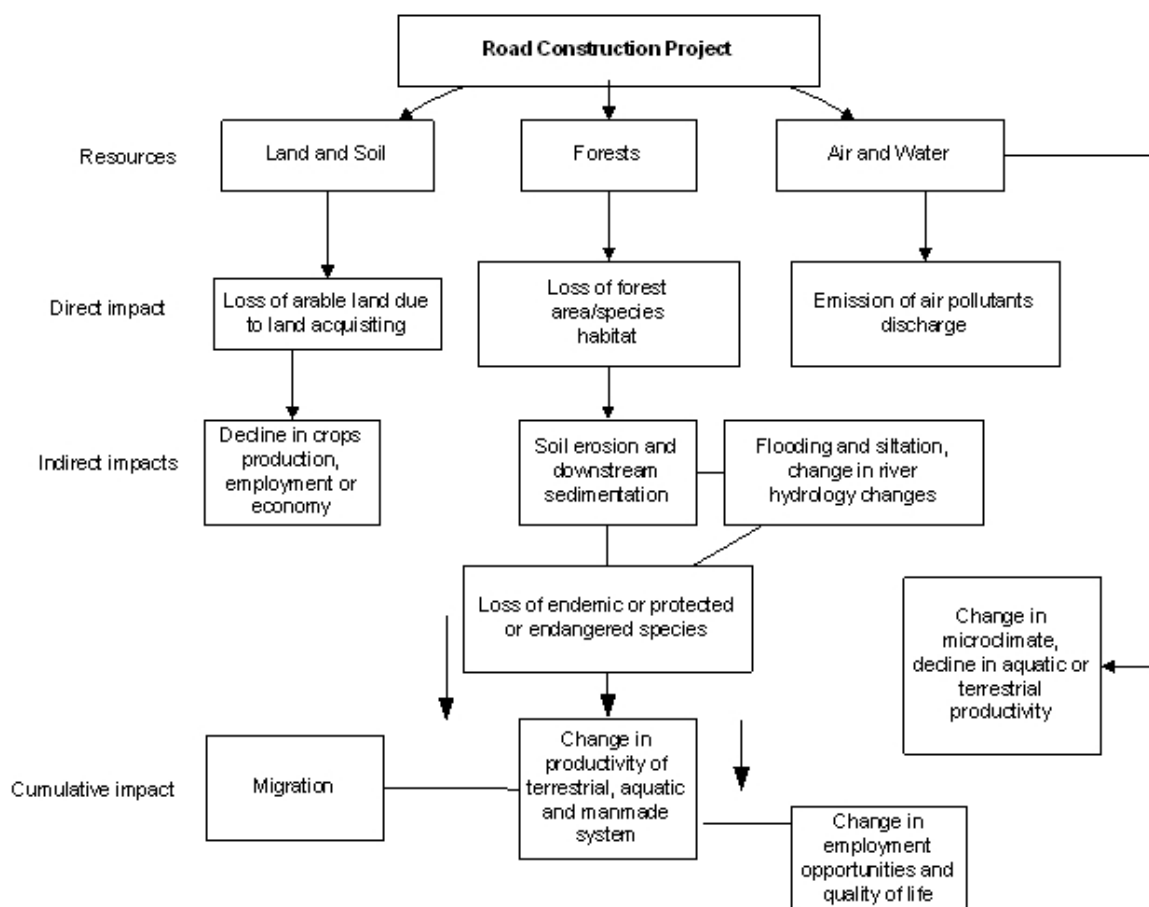 Road Construction Project
Resources
Land and Soil
Forests
Air and Water
Direct impact
Loss of arable land due
to land acquisiting
Loss of forest
area/species
habitat
Emission of air pollutants
discharge
Indirect impacts
Decline in crops
production,
employment or
economy
Soil erosion and
downstream
sedimentation
Flooding and siltation,
change in river
hydrology changes
Loss of endemic or protected
or endangered species
Change in
microclimate,
decline in aquatic or
terrestrial
productivity
Cumulative impact
Migration
Change in
productivity of
terrestrial, aquatic
and manmade
system
Change in
employment
opportunities and
quality of life